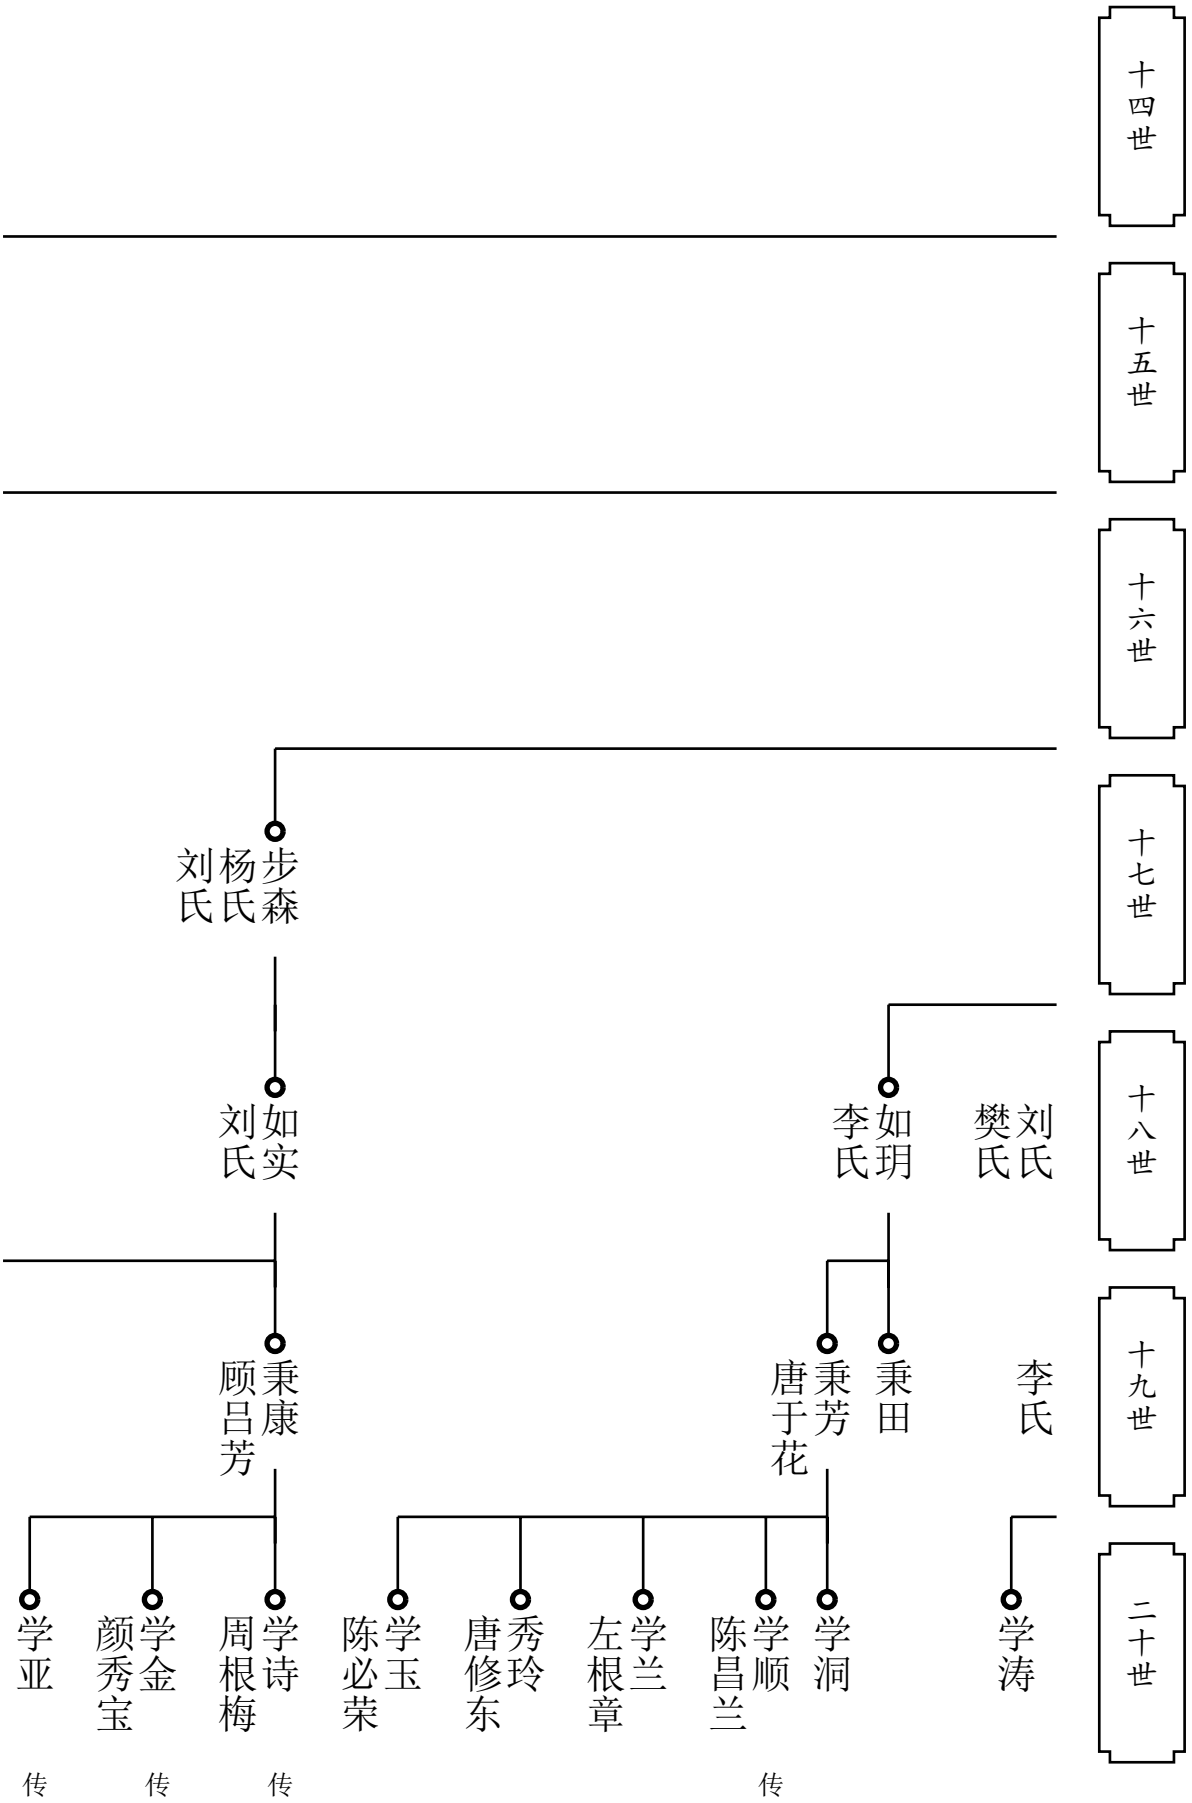 十四世
十五世
十六世
十七世
步森
杨氏
刘氏
十八世
刘氏
樊氏
如玥
李氏
如实
刘氏
十九世
李氏
秉田
秉芳
唐于花
秉康
顾吕芳
二十世
学涛
学洞
学顺
陈昌兰
传
学兰
左根章
秀玲
唐修东
学玉
陈必荣
学诗
周根梅
传
学金
颜秀宝
传
学亚
传